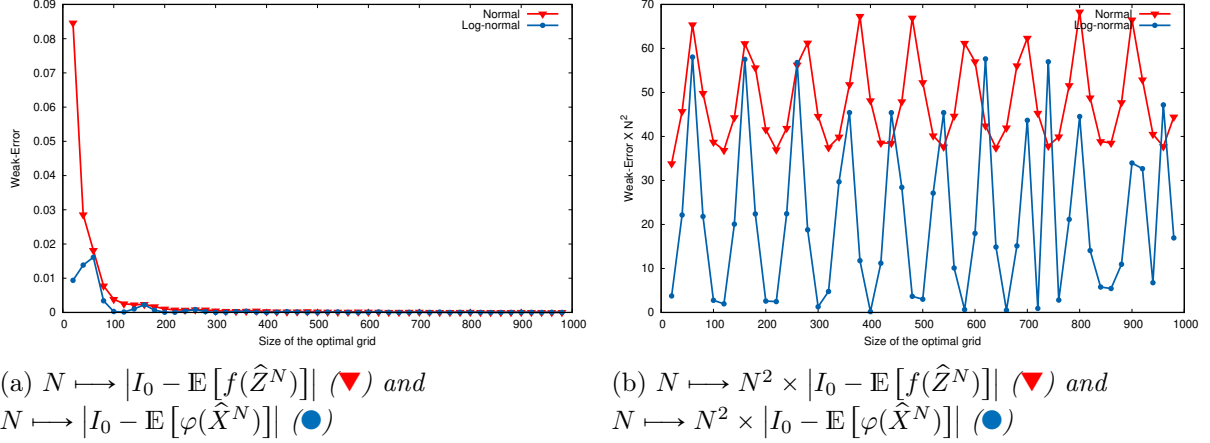 0.09
0.08
0.07
0.06
0.05
0.04
0.03
0.02
0.01
0
Weak-Error
Normal
Log-normal
0 100 200 300 400 500 600 700 800 900 1000
Size of the optimal grid
70
60
50
40
30
20
10
0
Weak-Error X N²
Normal
Log-normal
0 100 200 300 400 500 600 700 800 900 1000
Size of the optimal grid
(a) N ⟼ |I₀ − 𝔼[f(Ẑᴺ)]| (▼) and
N ⟼ |I₀ − 𝔼[φ(X̂ᴺ)]| (●)
(b) N ⟼ N² × |I₀ − 𝔼[f(Ẑᴺ)]| (▼) and
N ⟼ N² × |I₀ − 𝔼[φ(X̂ᴺ)]| (●)